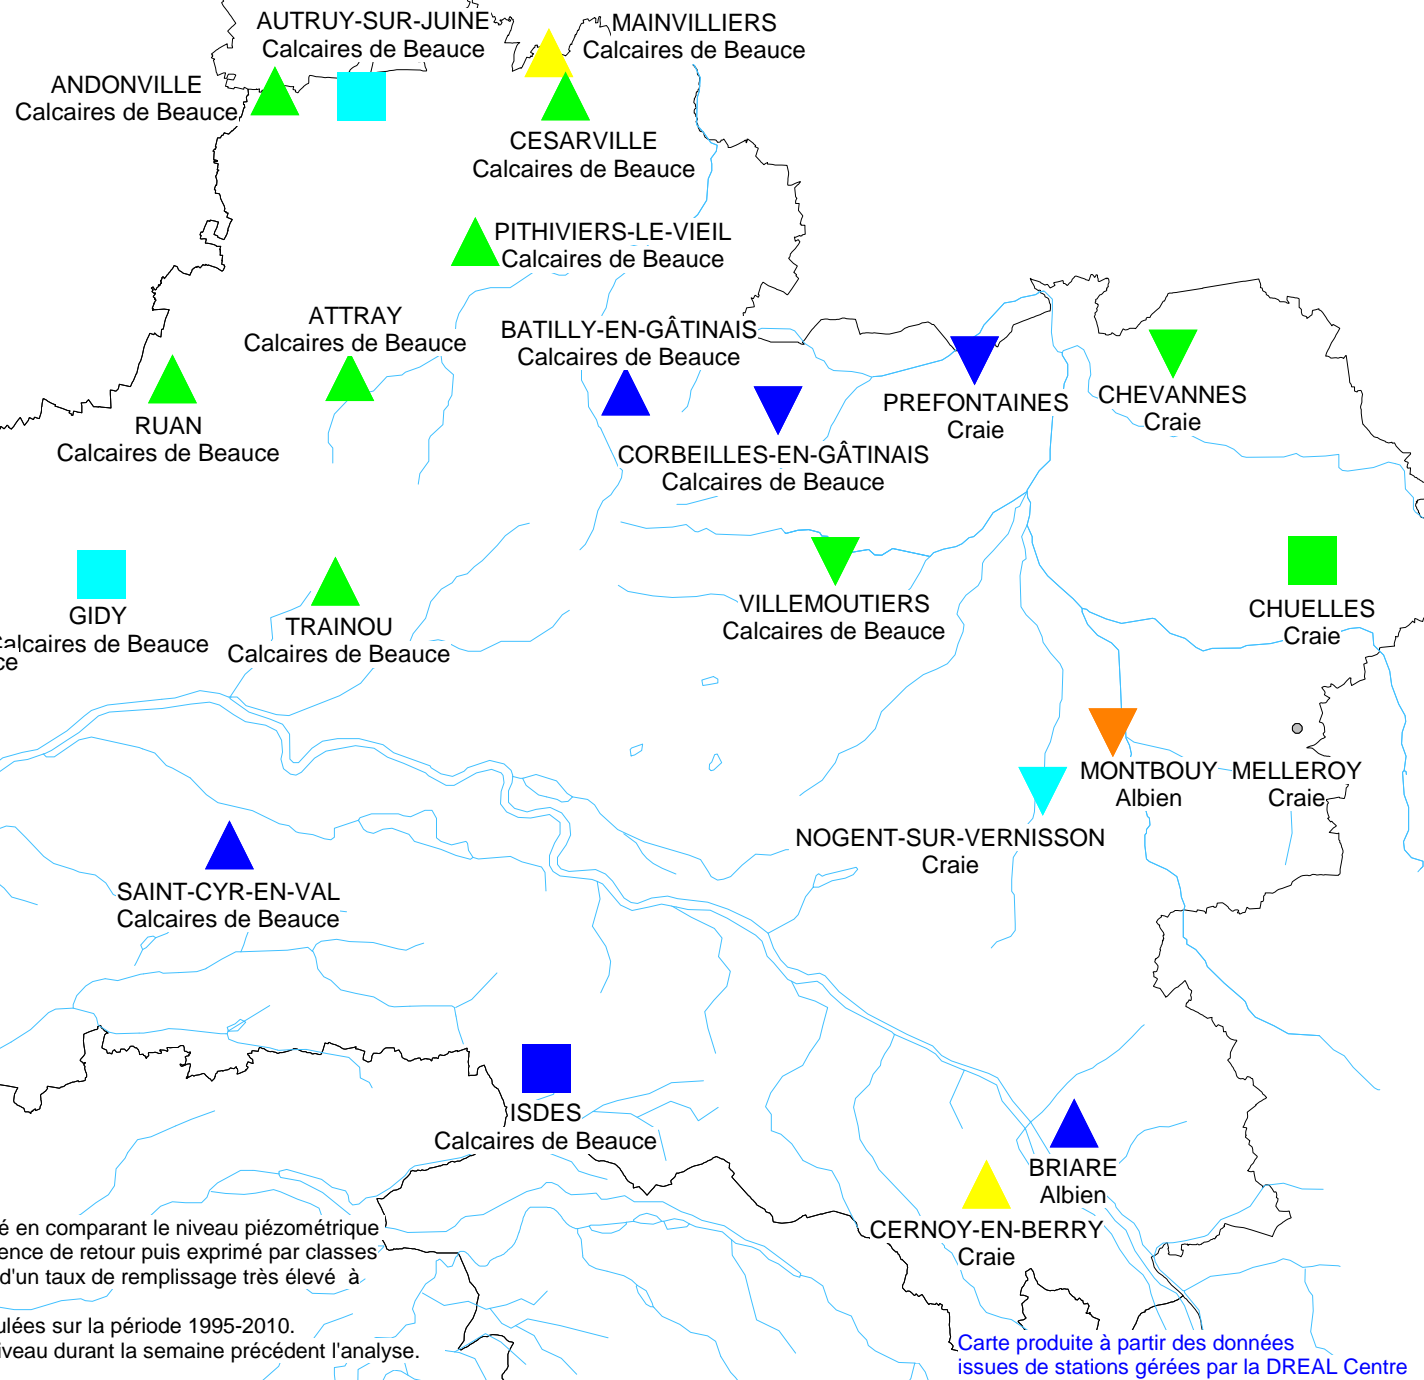 AUTRUY-SUR-JUINE
Calcaires de Beauce
MAINVILLIERS
Calcaires de Beauce
ANDONVILLE
Calcaires de Beauce
CESARVILLE
Calcaires de Beauce
PITHIVIERS-LE-VIEIL
Calcaires de Beauce
ATTRAY
Calcaires de Beauce
BATILLY-EN-GÂTINAIS
Calcaires de Beauce
PREFONTAINES
Craie
CHEVANNES
Craie
RUAN
Calcaires de Beauce
CORBEILLES-EN-GÂTINAIS
Calcaires de Beauce
GIDY
Calcaires de Beauce
ce
TRAINOU
Calcaires de Beauce
VILLEMOUTIERS
Calcaires de Beauce
CHUELLES
Craie
MONTBOUY
Albien
MELLEROY
Craie
NOGENT-SUR-VERNISSON
Craie
SAINT-CYR-EN-VAL
Calcaires de Beauce
ISDES
Calcaires de Beauce
BRIARE
Albien
CERNOY-EN-BERRY
Craie
é en comparant le niveau piézométrique
ence de retour puis exprimé par classes
d'un taux de remplissage très élevé à
ulées sur la période 1995-2010.
iveau durant la semaine précédent l'analyse.
Carte produite à partir des données
issues de stations gérées par la DREAL Centre